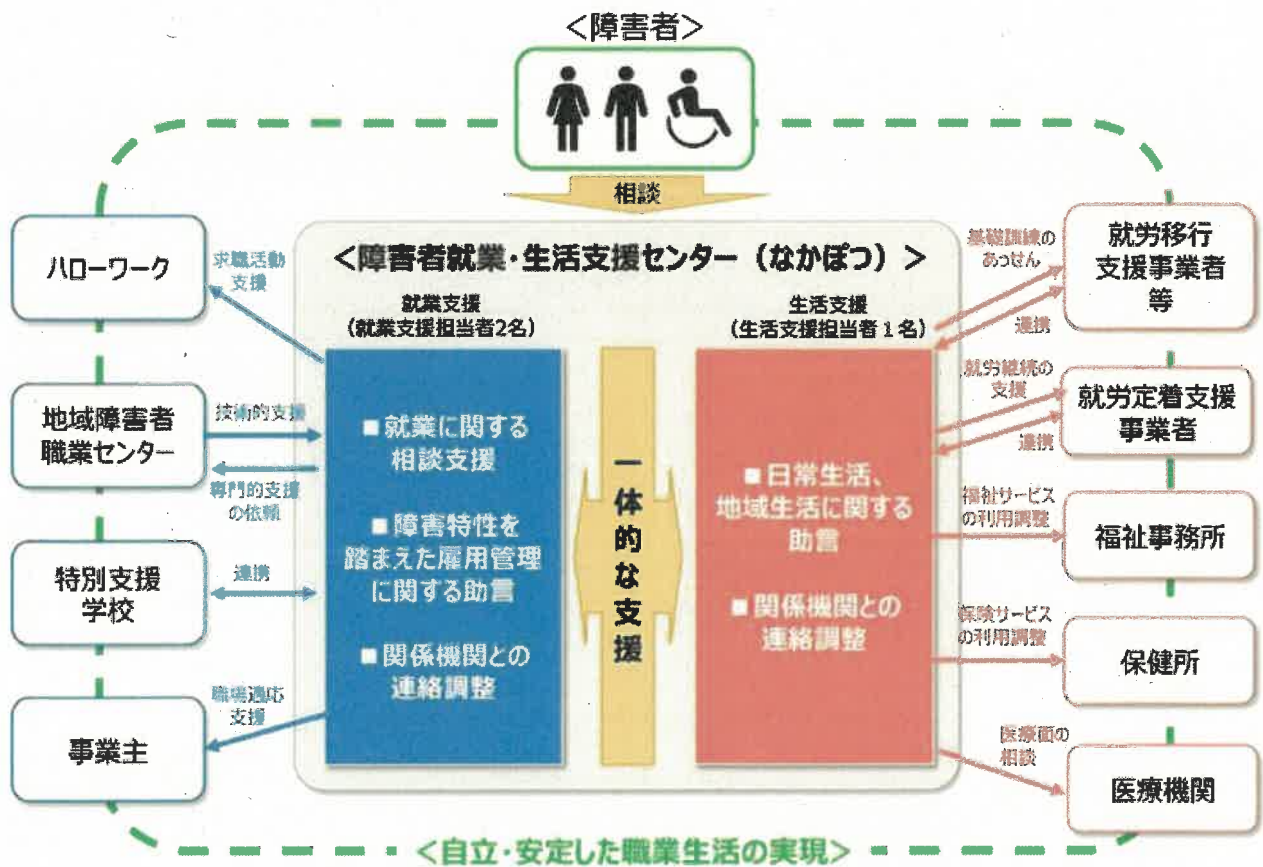 <障害者>
相談
<障害者就業・生活支援センター（なかぽつ）>
就業支援
（就業支援担当者2名）
■就業に関する
相談支援
■障害特性を
踏まえた雇用管理
に関する助言
■関係機関との
連絡調整
一体的な支援
生活支援
（生活支援担当者１名）
■日常生活、
地域生活に関する
助言
■関係機関との
連絡調整
ハローワーク
求職活動
支援
地域障害者
職業センター
技術的支援
専門的支援
の依頼
特別支援
学校
連携
事業主
職場適応
支援
基礎訓練の
あっせん
連携
就労移行
支援事業者
等
就労継続の
支援
連携
就労定着支援
事業者
福祉サービス
の利用調整
福祉事務所
保険サービス
の利用調整
保健所
医療面の
相談
医療機関
<自立・安定した職業生活の実現>